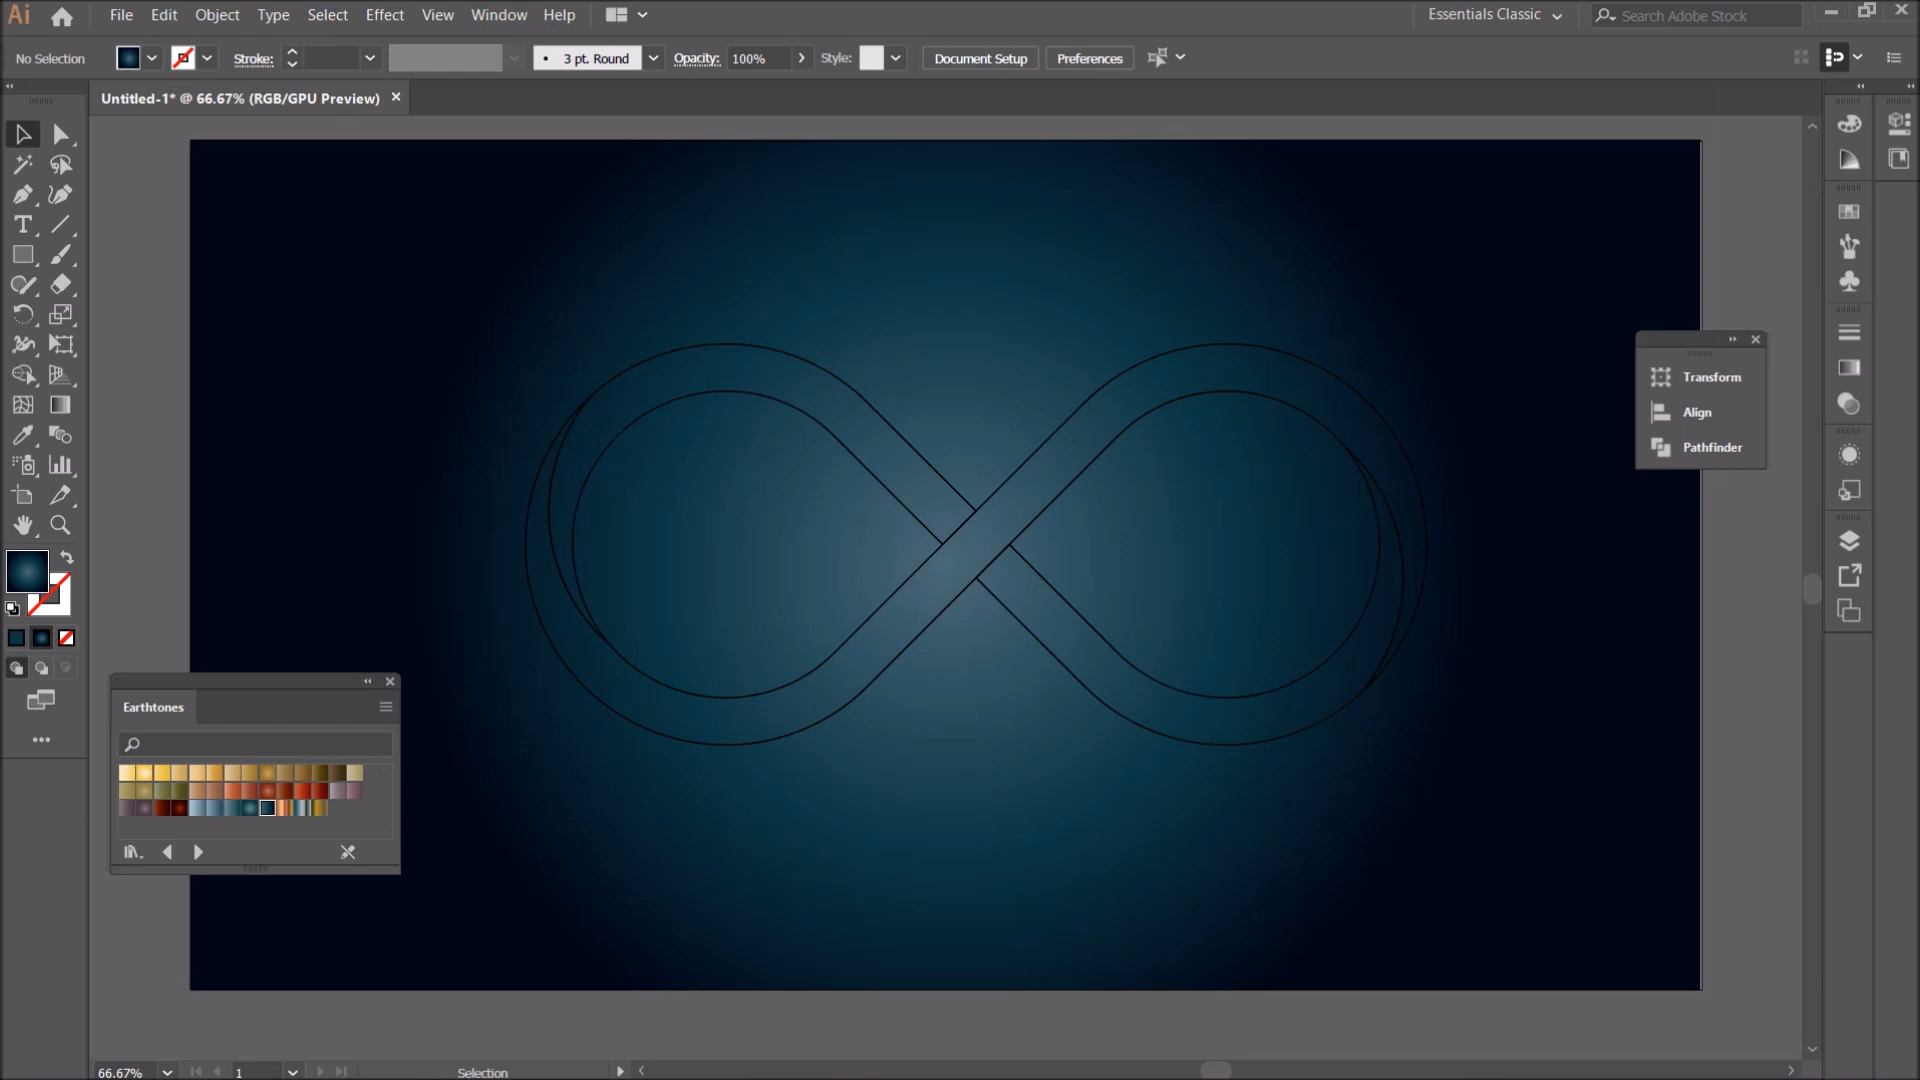 Ai File Edit Object Type Select Effect View Window Help Essentials Classic Search Adobe Stock
No Selection Stroke: 3 pt. Round Opacity: 100% Style: Document Setup Preferences
Untitled-1* @ 66.67% (RGB/GPU Preview)
Transform
Align
Pathfinder
Earthtones
66.67% 1 Selection